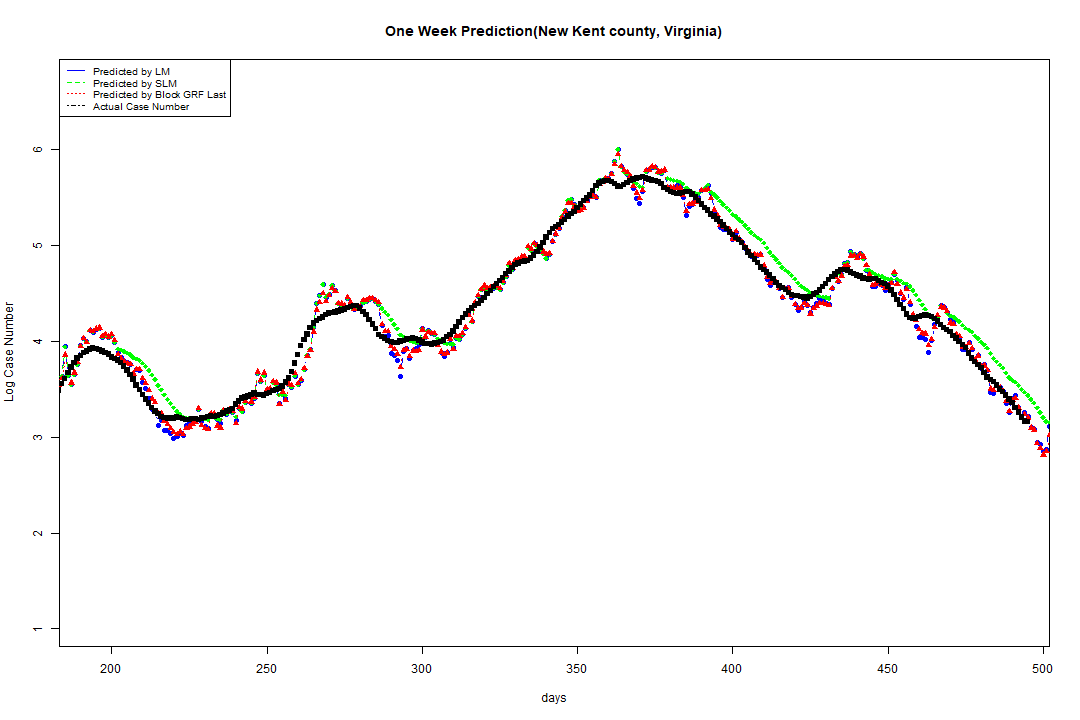 One Week Prediction(New Kent county, Virginia)
Predicted by LM
Predicted by SLM
Predicted by Block GRF Last
Actual Case Number
6
5
4
3
2
1
Log Case Number
200 250 300 350 400 450 500
days